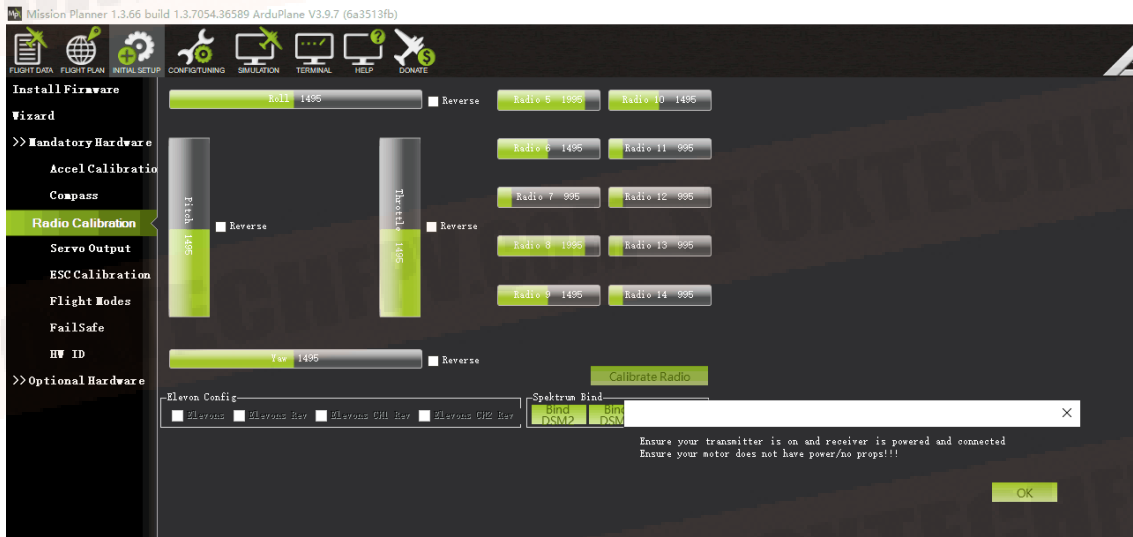 Mission Planner 1.3.66 build 1.3.7054.36589 ArduPlane V3.9.7 (6a3513fb)
FLIGHT DATA FLIGHT PLAN INITIAL SETUP CONFIG/TUNING SIMULATION TERMINAL HELP DONATE
Install Firmware
Wizard
>> Mandatory Hardware
Accel Calibratio
Compass
Radio Calibration
Servo Output
ESC Calibration
Flight Modes
FailSafe
HW ID
>> Optional Hardware
Roll 1495
Reverse
Pitch 1495
Reverse
Throttle 1495
Reverse
Yaw 1495
Reverse
Radio 5 1995 Radio 10 1495
Radio 6 1495 Radio 11 995
Radio 7 995 Radio 12 995
Radio 8 1995 Radio 13 995
Radio 9 1495 Radio 14 995
Calibrate Radio
Elevon Config
Elevons Elevons Rev Elevons CH1 Rev Elevons CH2 Rev
Spektrum Bind
Bind DSM2
Bin DSM
Ensure your transmitter is on and receiver is powered and connected
Ensure your motor does not have power/no props!!!
OK